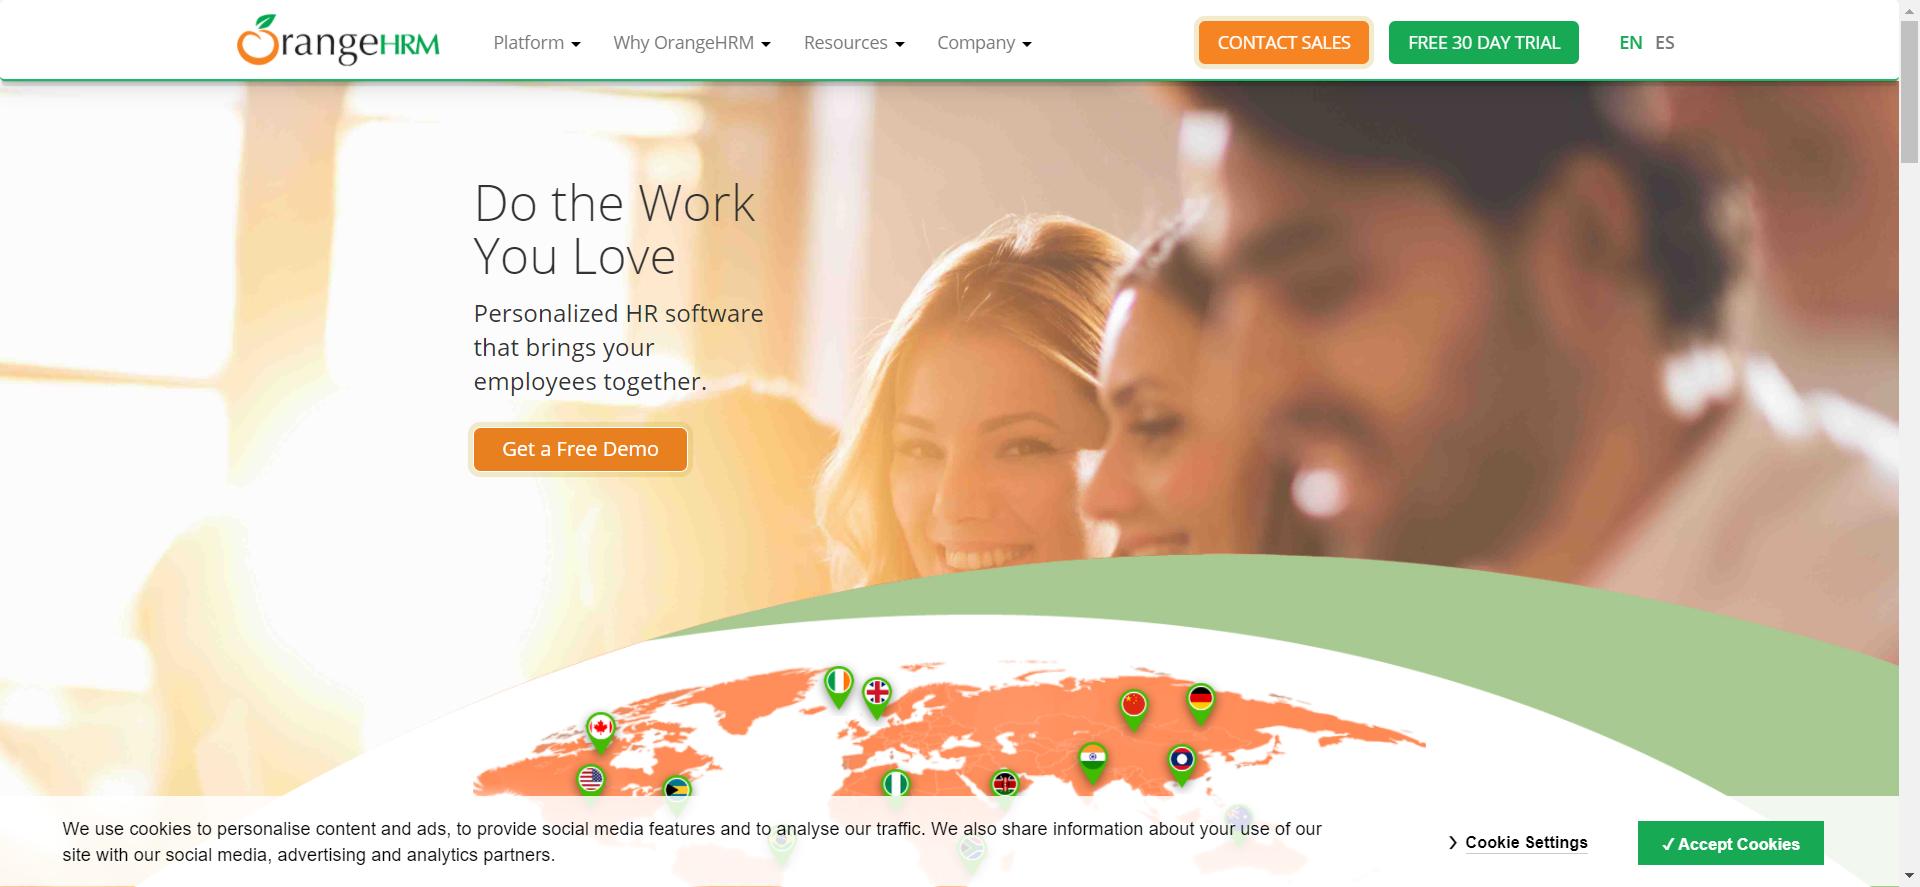 OrangeHRM
Platform
Why OrangeHRM
Resources
Company
CONTACT SALES
FREE 30 DAY TRIAL
EN ES
Do the Work
You Love
Personalized HR software
that brings your
employees together.
Get a Free Demo
We use cookies to personalise content and ads, to provide social media features and to analyse our traffic. We also share information about your use of our
site with our social media, advertising and analytics partners.
Cookie Settings
✓ Accept Cookies